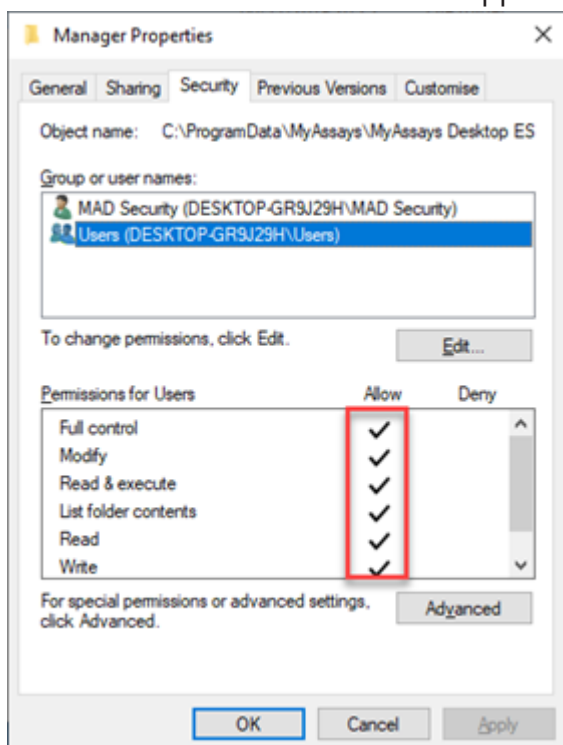 Manager Properties
General Sharing Security Previous Versions Customise
Object name: C:\ProgramData\MyAssays\MyAssays Desktop ES
Group or user names:
MAD Security (DESKTOP-GR9J29H\MAD Security)
Users (DESKTOP-GR9J29H\Users)
To change permissions, click Edit.
Edit...
Permissions for Users Allow Deny
Full control
Modify
Read & execute
List folder contents
Read
Write
For special permissions or advanced settings,
click Advanced.
Advanced
OK Cancel Apply